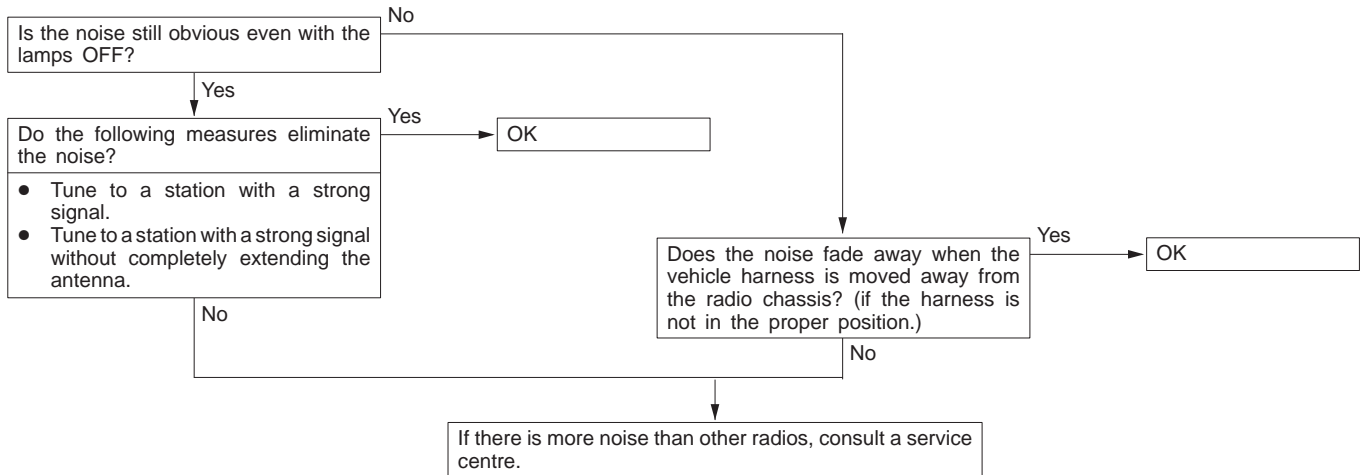 Is the noise still obvious even with the
lamps OFF?
No
Yes
Do the following measures eliminate
the noise?
Yes
OK
● Tune to a station with a strong
signal.
● Tune to a station with a strong signal
without completely extending the
antenna.
No
Does the noise fade away when the
vehicle harness is moved away from
the radio chassis? (if the harness is
not in the proper position.)
Yes
OK
No
If there is more noise than other radios, consult a service
centre.